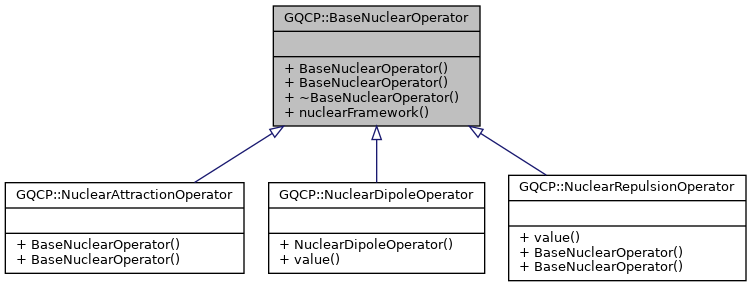 GQCP::BaseNuclearOperator
+ BaseNuclearOperator()
+ BaseNuclearOperator()
+ ~BaseNuclearOperator()
+ nuclearFramework()
GQCP::NuclearAttractionOperator
+ BaseNuclearOperator()
+ BaseNuclearOperator()
GQCP::NuclearDipoleOperator
+ NuclearDipoleOperator()
+ value()
GQCP::NuclearRepulsionOperator
+ value()
+ BaseNuclearOperator()
+ BaseNuclearOperator()